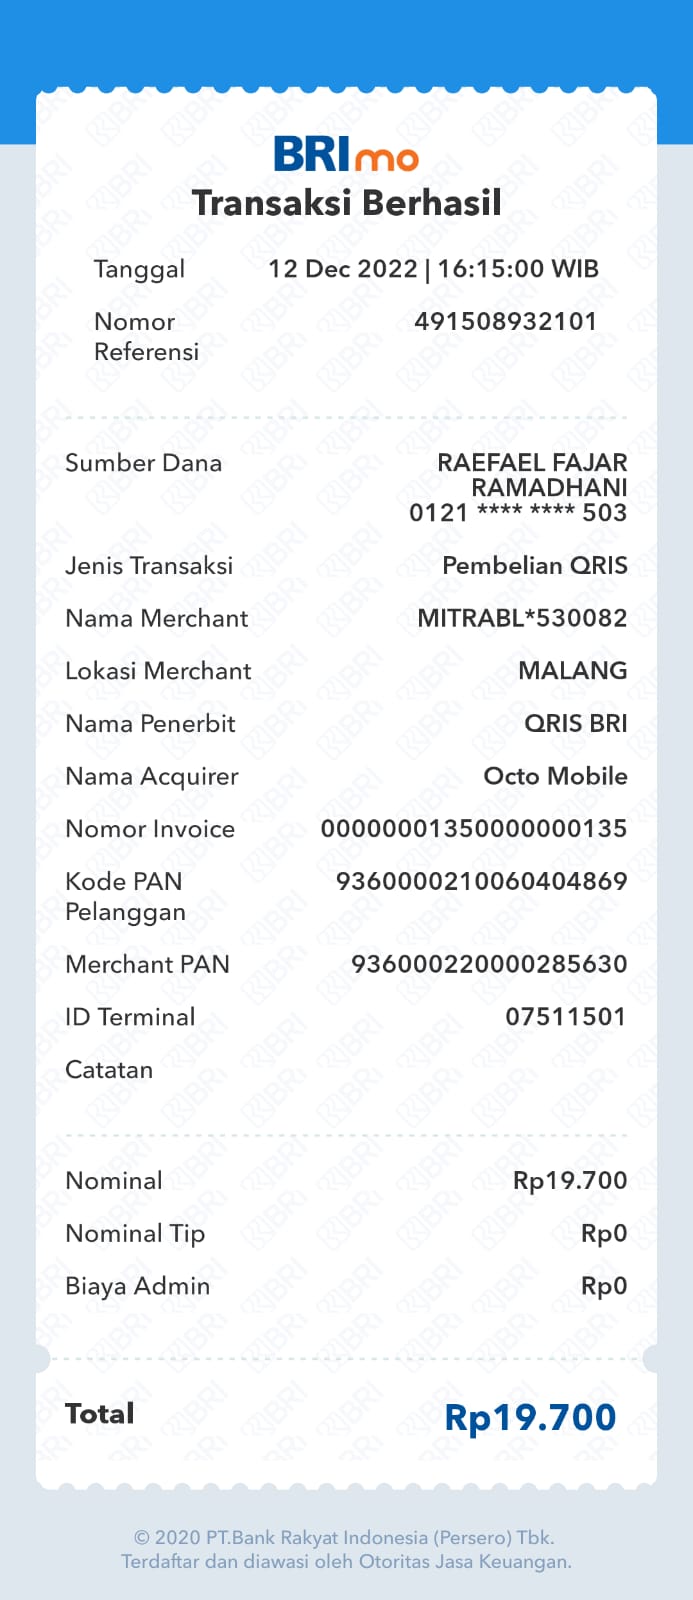 BRImo
Transaksi Berhasil
Tanggal 12 Dec 2022 | 16:15:00 WIB
Nomor Referensi 491508932101
Sumber Dana RAEFAEL FAJAR
RAMADHANI
0121 **** **** 503
Jenis Transaksi Pembelian QRIS
Nama Merchant MITRABL*530082
Lokasi Merchant MALANG
Nama Penerbit QRIS BRI
Nama Acquirer Octo Mobile
Nomor Invoice 00000001350000000135
Kode PAN Pelanggan 9360000210060404869
Merchant PAN 936000220000285630
ID Terminal 07511501
Catatan
Nominal Rp19.700
Nominal Tip Rp0
Biaya Admin Rp0
Total Rp19.700
© 2020 PT.Bank Rakyat Indonesia (Persero) Tbk.
Terdaftar dan diawasi oleh Otoritas Jasa Keuangan.